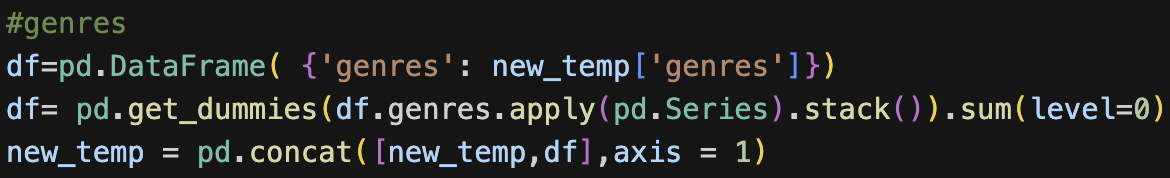 #genres
df=pd.DataFrame( {'genres': new_temp['genres']})
df= pd.get_dummies(df.genres.apply(pd.Series).stack()).sum(level=0)
new_temp = pd.concat([new_temp,df],axis = 1)